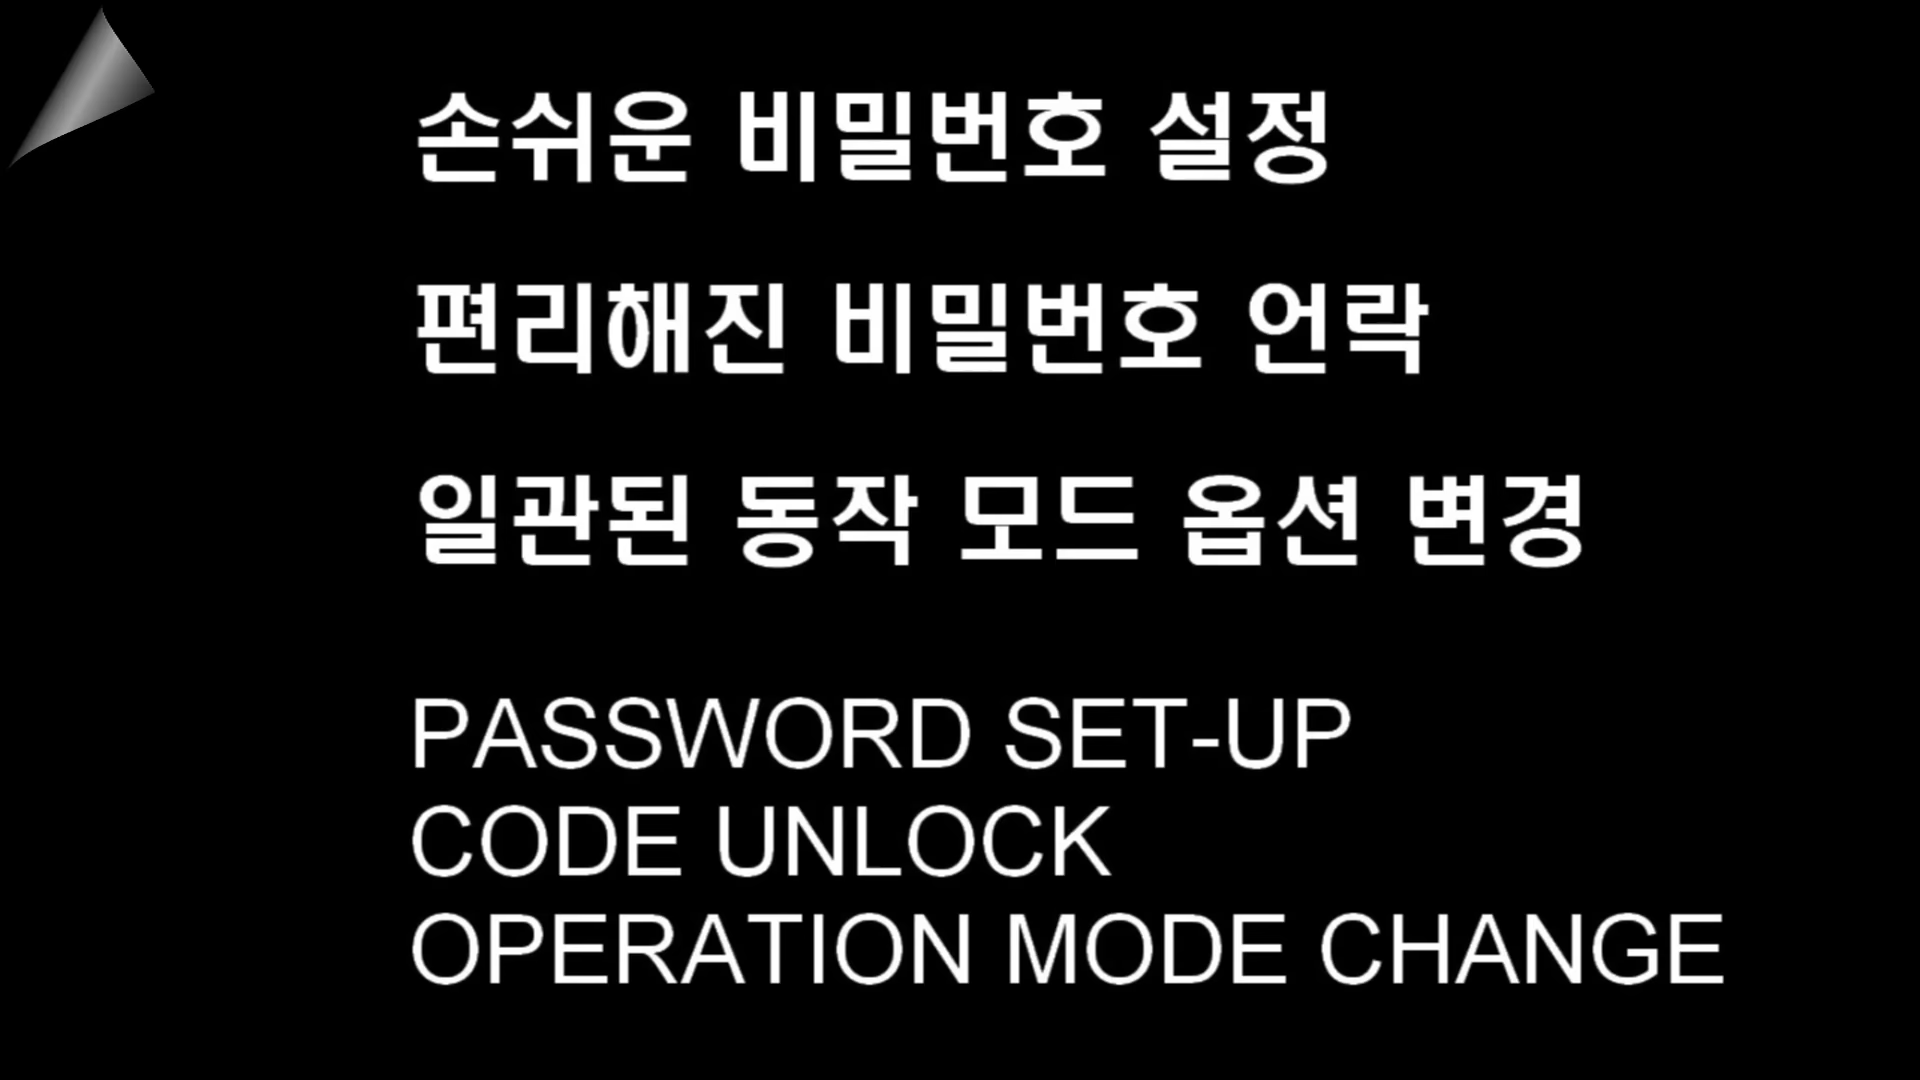 손쉬운 비밀번호 설정
편리해진 비밀번호 언락
일관된 동작 모드 옵션 변경
PASSWORD SET-UP
CODE UNLOCK
OPERATION MODE CHANGE